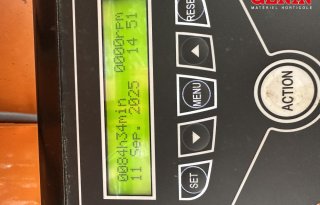 MATÉRIEL HORTICOLE
0084h34min 0000rpm
11 Sep. 2025 14 51
RESET
MENU
SET
ACTION